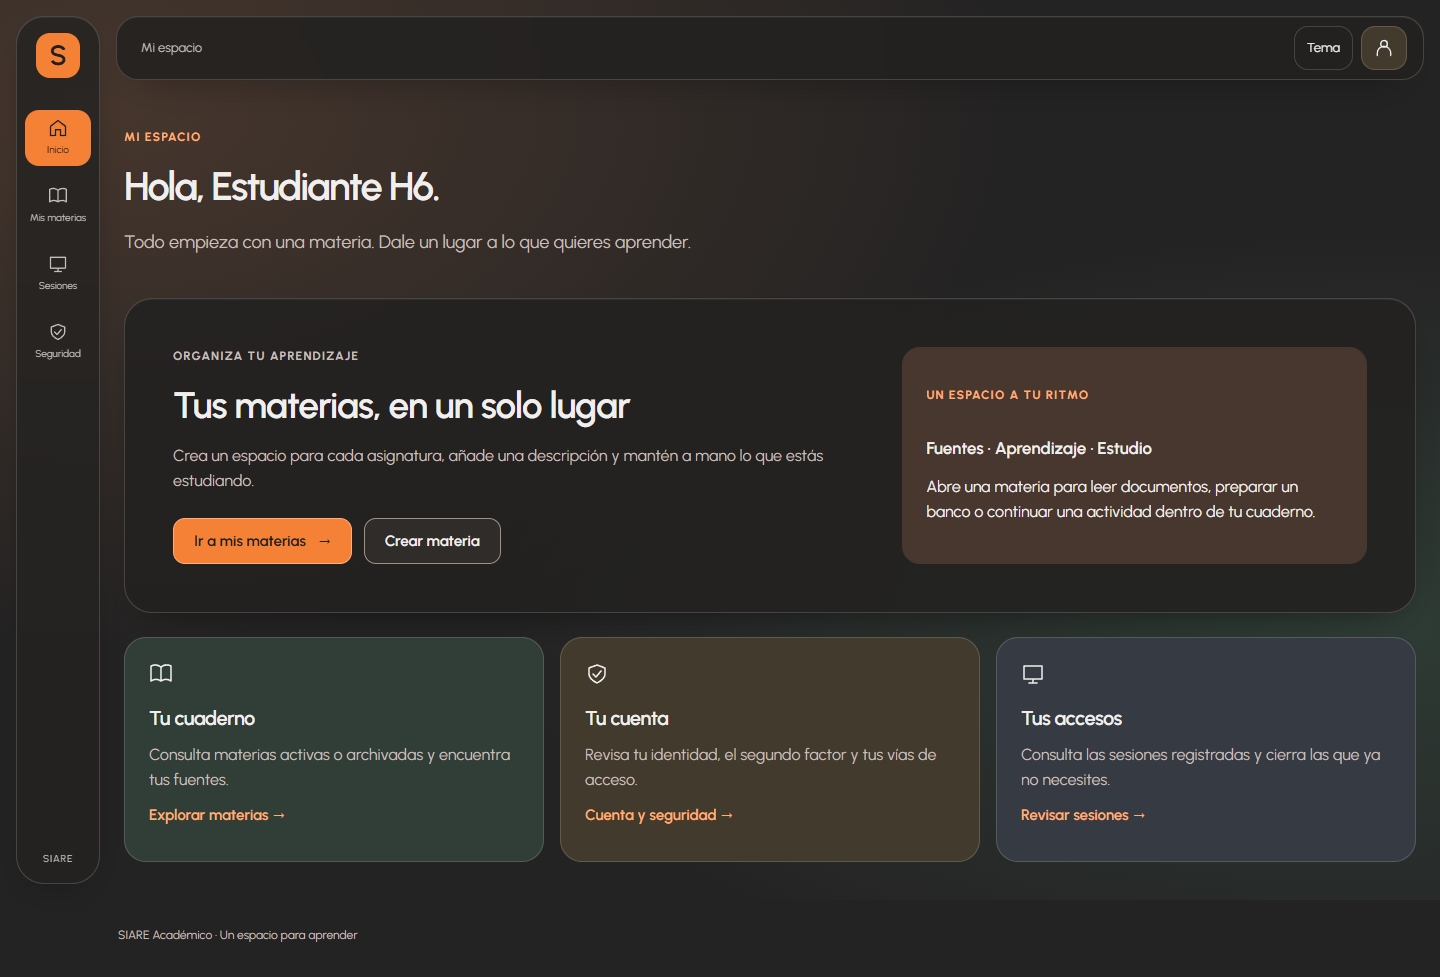 S
Inicio
Mis materias
Sesiones
Seguridad
SIARE
Mi espacio
Tema
MI ESPACIO
Hola, Estudiante H6.
Todo empieza con una materia. Dale un lugar a lo que quieres aprender.
ORGANIZA TU APRENDIZAJE
Tus materias, en un solo lugar
Crea un espacio para cada asignatura, añade una descripción y mantén a mano lo que estás
estudiando.
Ir a mis materias →
Crear materia
UN ESPACIO A TU RITMO
Fuentes · Aprendizaje · Estudio
Abre una materia para leer documentos, preparar un
banco o continuar una actividad dentro de tu cuaderno.
Tu cuaderno
Consulta materias activas o archivadas y encuentra
tus fuentes.
Explorar materias →
Tu cuenta
Revisa tu identidad, el segundo factor y tus vías de
acceso.
Cuenta y seguridad →
Tus accesos
Consulta las sesiones registradas y cierra las que ya
no necesites.
Revisar sesiones →
SIARE Académico · Un espacio para aprender